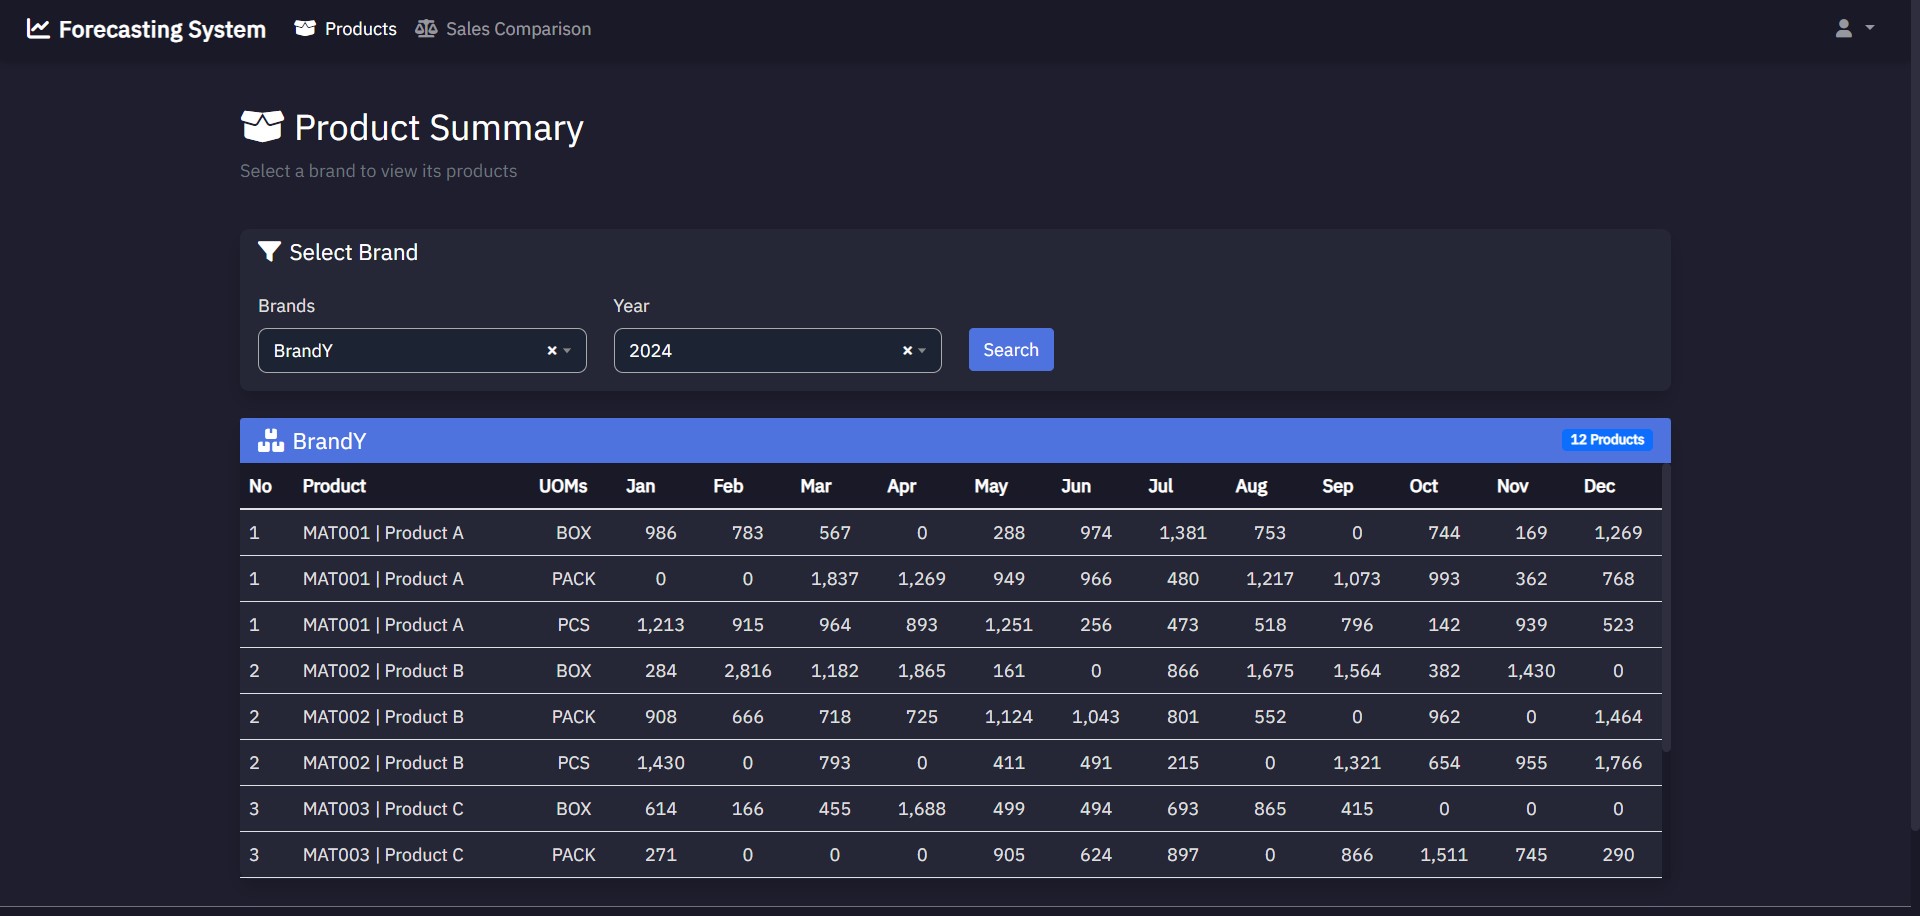 Forecasting System Products Sales Comparison
Product Summary
Select a brand to view its products
Select Brand
Brands Year
BrandY × 2024 × Search
BrandY 12 Products
No Product UOMs Jan Feb Mar Apr May Jun Jul Aug Sep Oct Nov Dec
1 MAT001 | Product A BOX 986 783 567 0 288 974 1,381 753 0 744 169 1,269
1 MAT001 | Product A PACK 0 0 1,837 1,269 949 966 480 1,217 1,073 993 362 768
1 MAT001 | Product A PCS 1,213 915 964 893 1,251 256 473 518 796 142 939 523
2 MAT002 | Product B BOX 284 2,816 1,182 1,865 161 0 866 1,675 1,564 382 1,430 0
2 MAT002 | Product B PACK 908 666 718 725 1,124 1,043 801 552 0 962 0 1,464
2 MAT002 | Product B PCS 1,430 0 793 0 411 491 215 0 1,321 654 955 1,766
3 MAT003 | Product C BOX 614 166 455 1,688 499 494 693 865 415 0 0 0
3 MAT003 | Product C PACK 271 0 0 0 905 624 897 0 866 1,511 745 290